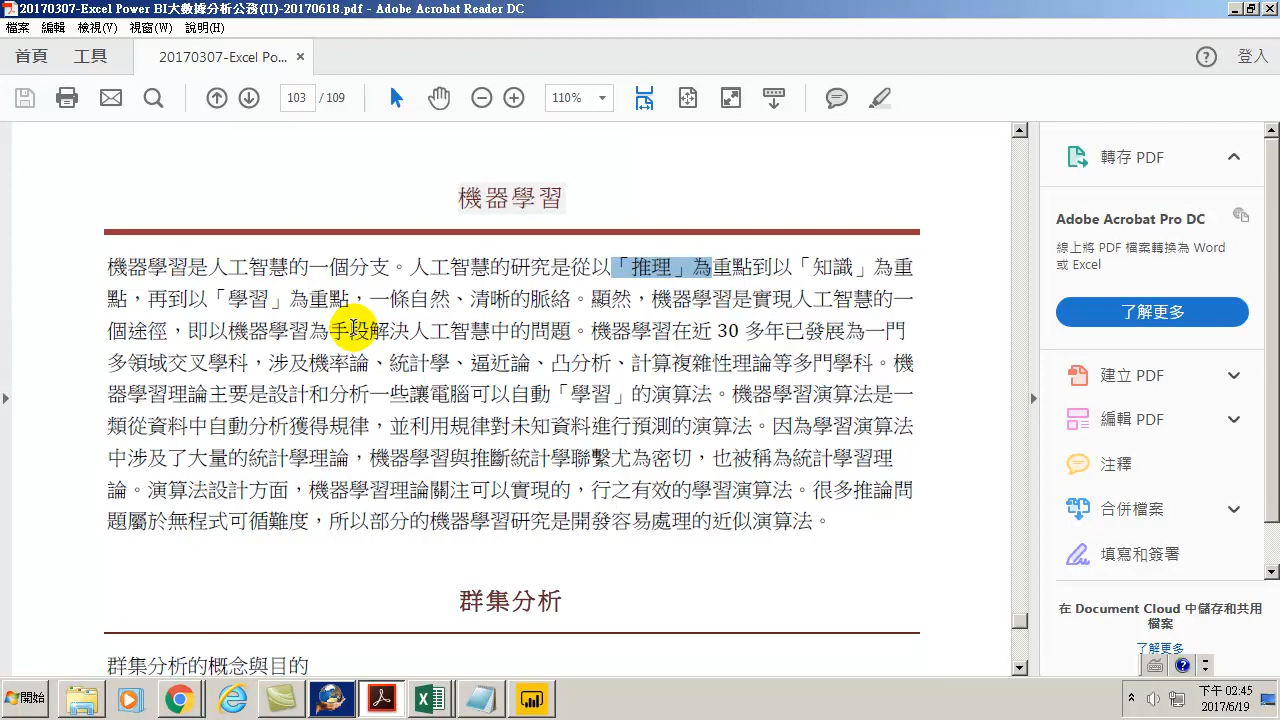 20170307-Excel Power BI大數據分析公務(II)-20170618.pdf - Adobe Acrobat Reader DC
檔案 編輯 檢視(V) 視窗(W) 說明(H)
首頁 工具 20170307-Excel Po... × 登入
103 / 109 110%
機器學習
機器學習是人工智慧的一個分支。人工智慧的研究是從以「推理」為重點到以「知識」為重
點，再到以「學習」為重點，一條自然、清晰的脈絡。顯然，機器學習是實現人工智慧的一
個途徑，即以機器學習為手段解決人工智慧中的問題。機器學習在近 30 多年已發展為一門
多領域交叉學科，涉及機率論、統計學、逼近論、凸分析、計算複雜性理論等多門學科。機
器學習理論主要是設計和分析一些讓電腦可以自動「學習」的演算法。機器學習演算法是一
類從資料中自動分析獲得規律，並利用規律對未知資料進行預測的演算法。因為學習演算法
中涉及了大量的統計學理論，機器學習與推斷統計學聯繫尤為密切，也被稱為統計學習理
論。演算法設計方面，機器學習理論關注可以實現的，行之有效的學習演算法。很多推論問
題屬於無程式可循難度，所以部分的機器學習研究是開發容易處理的近似演算法。
群集分析
群集分析的概念與目的
轉存 PDF
Adobe Acrobat Pro DC
線上將 PDF 檔案轉換為 Word
或 Excel
了解更多
建立 PDF
編輯 PDF
注釋
合併檔案
填寫和簽署
在 Document Cloud 中儲存和共用
檔案
了解更多
開始
下午 02:45
2017/6/19